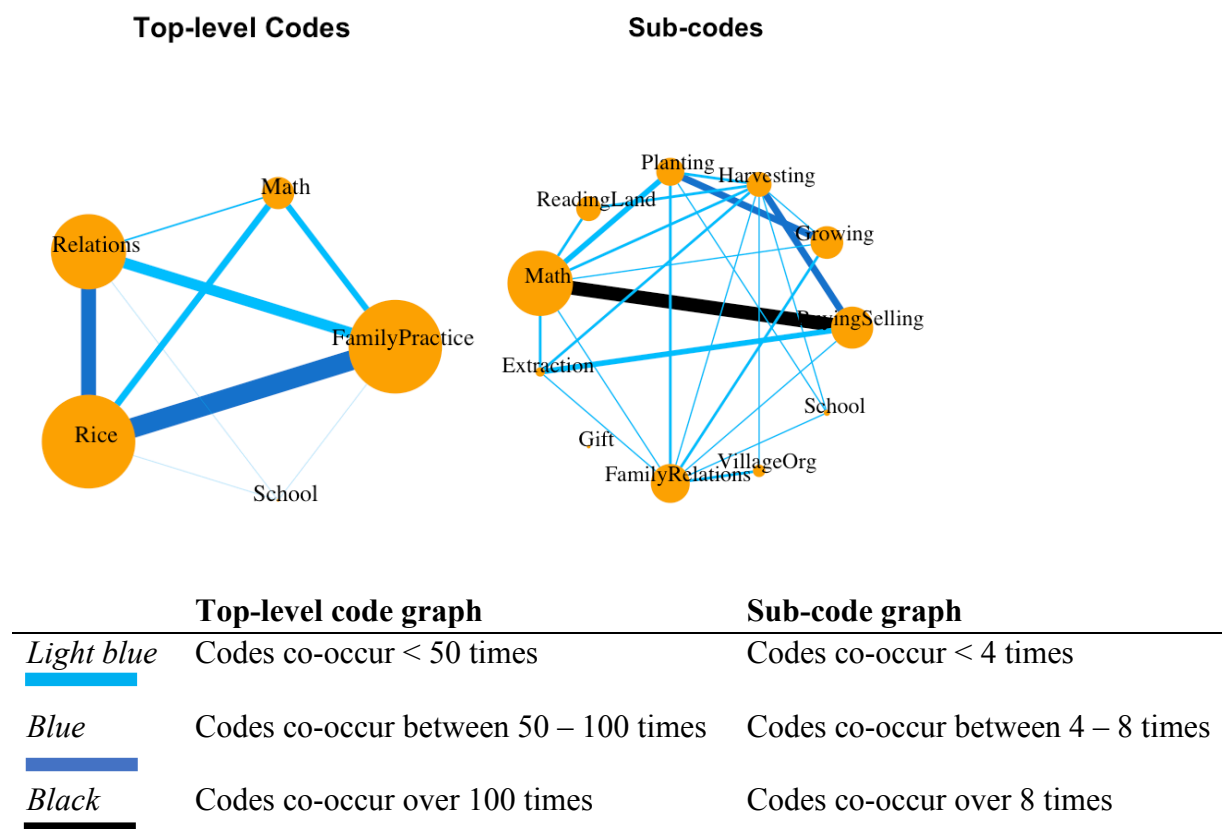 Top-level Codes
Sub-codes
Math
Relations
FamilyPractice
Rice
School
Planting
Harvesting
ReadingLand
Growing
Math
BuyingSelling
Extraction
School
Gift
VillageOrg
FamilyRelations
Top-level code graph Sub-code graph
Light blue Codes co-occur < 50 times Codes co-occur < 4 times
Blue Codes co-occur between 50 – 100 times Codes co-occur between 4 – 8 times
Black Codes co-occur over 100 times Codes co-occur over 8 times